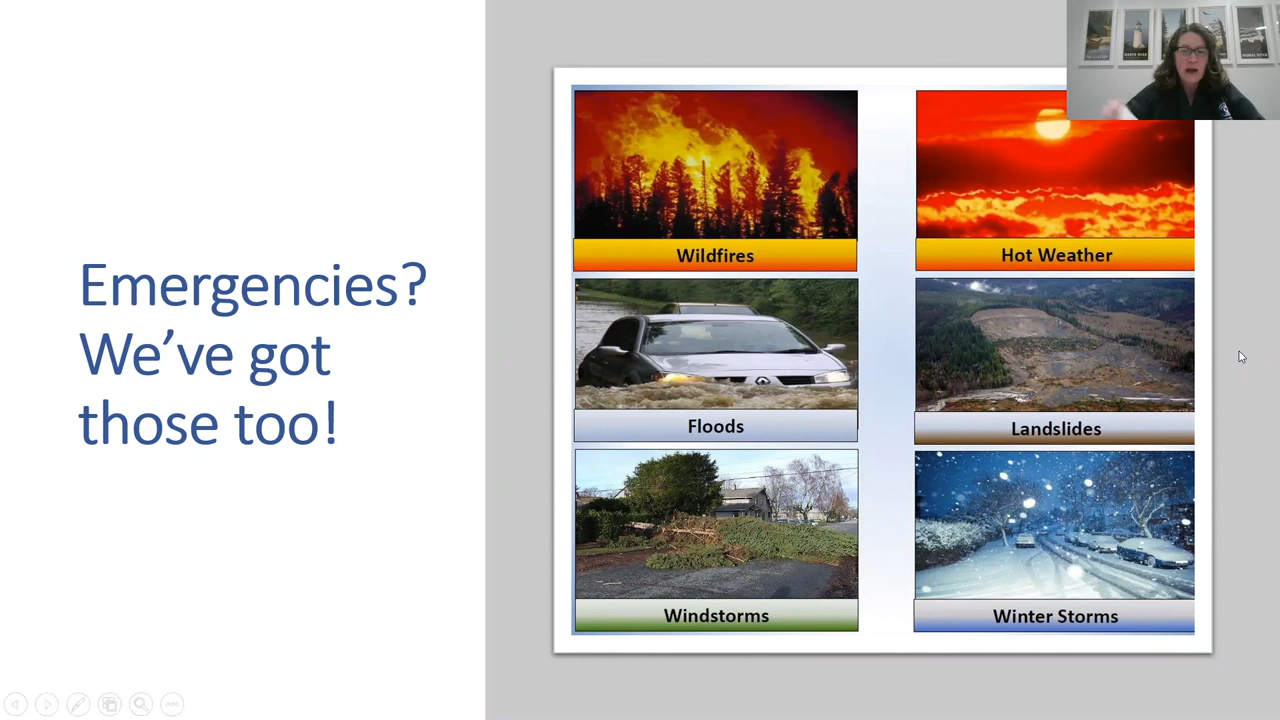 Emergencies?
We've got
those too!
Wildfires
Hot Weather
Floods
Landslides
Windstorms
Winter Storms